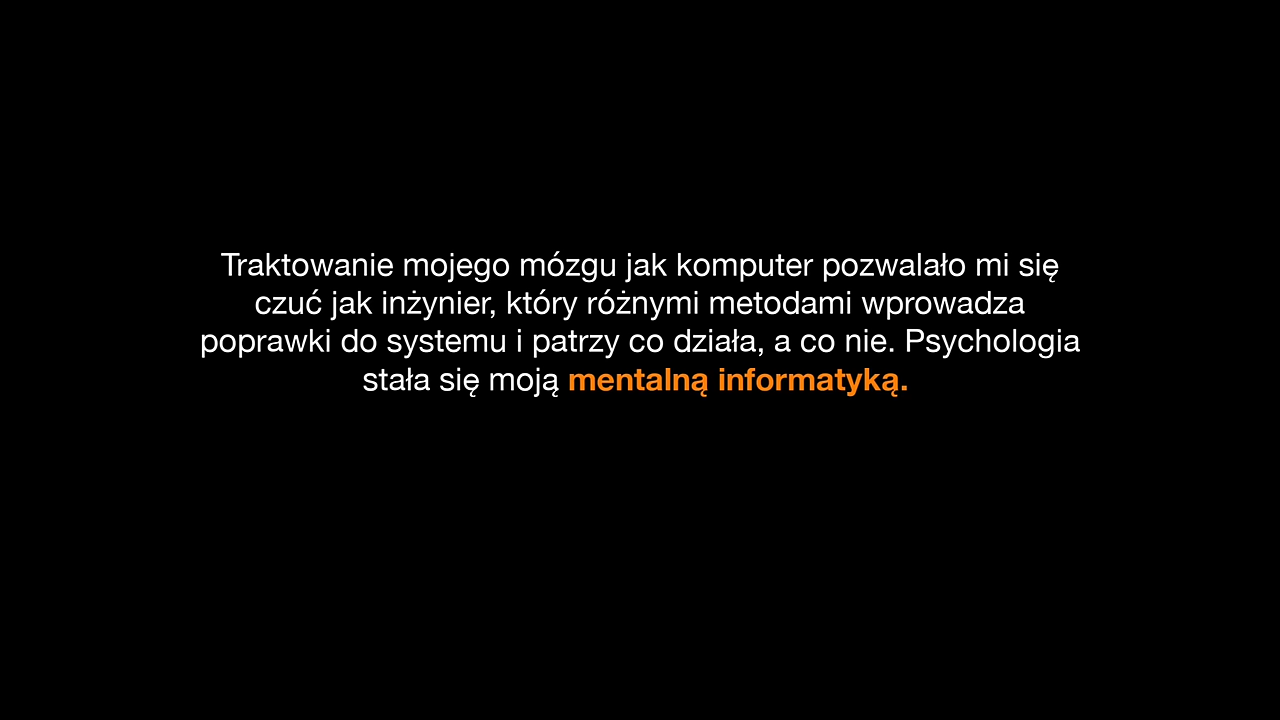 Traktowanie mojego mózgu jak komputer pozwalało mi się
czuć jak inżynier, który różnymi metodami wprowadza
poprawki do systemu i patrzy co działa, a co nie. Psychologia
stała się moją mentalną informatyką.